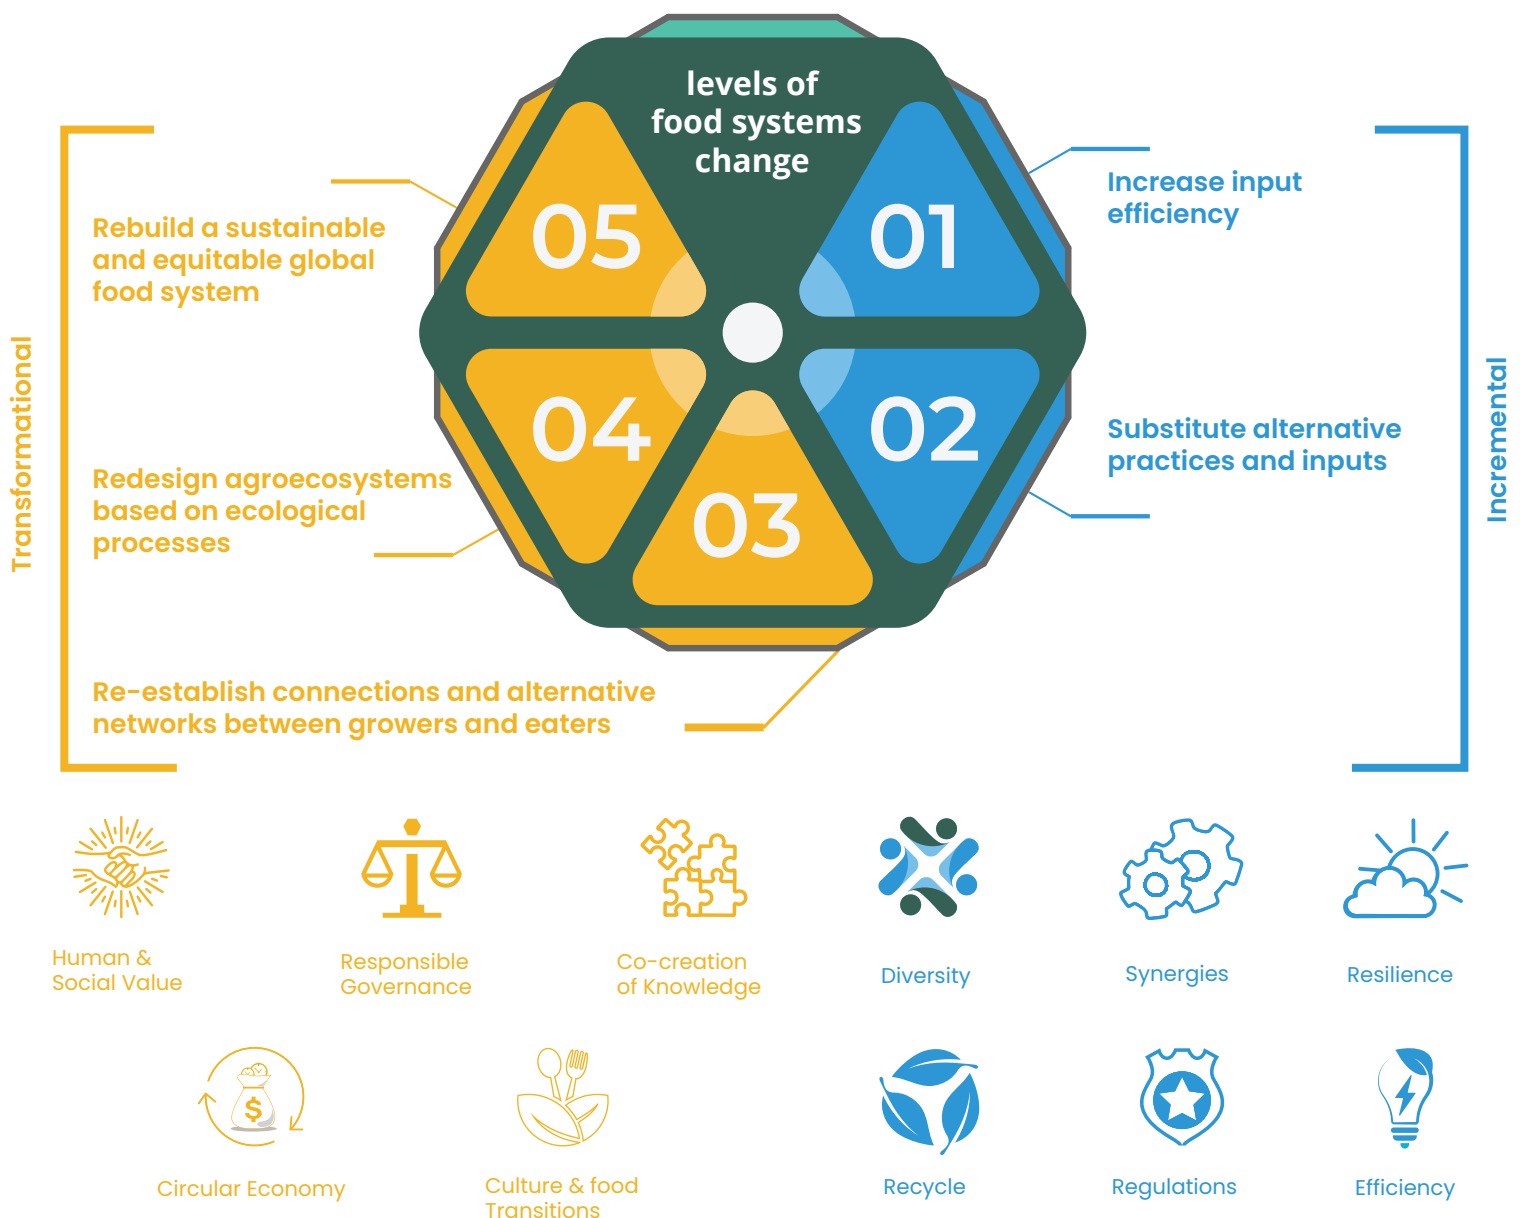 levels of
food systems
change
01
Increase input
efficiency
02
Substitute alternative
practices and inputs
Incremental
03
Re-establish connections and alternative
networks between growers and eaters
04
Redesign agroecosystems
based on ecological
processes
05
Rebuild a sustainable
and equitable global
food system
Transformational
Human &
Social Value
Responsible
Governance
Co-creation
of Knowledge
Diversity
Synergies
Resilience
$
Circular Economy
Culture & food
Transitions
Recycle
Regulations
Efficiency